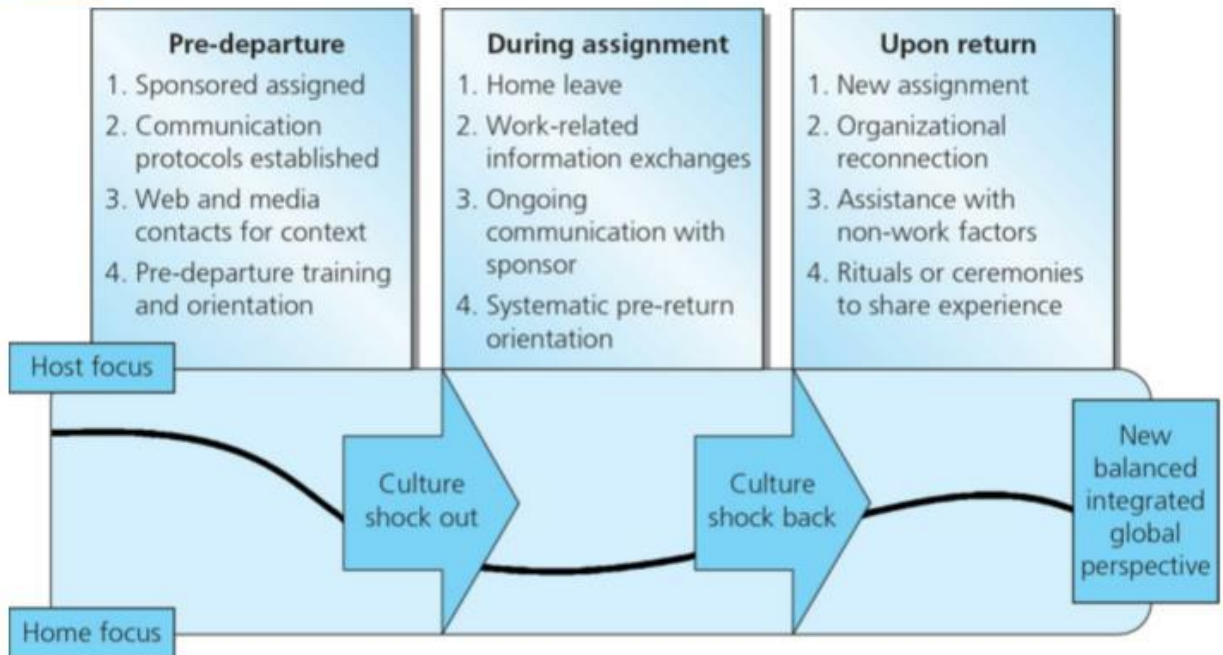 Pre-departure
1. Sponsored assigned
2. Communication
protocols established
3. Web and media
contacts for context
4. Pre-departure training
and orientation
During assignment
1. Home leave
2. Work-related
information exchanges
3. Ongoing
communication with
sponsor
4. Systematic pre-return
orientation
Upon return
1. New assignment
2. Organizational
reconnection
3. Assistance with
non-work factors
4. Rituals or ceremonies
to share experience
Host focus
Culture
shock out
Culture
shock back
New
balanced
integrated
global
perspective
Home focus